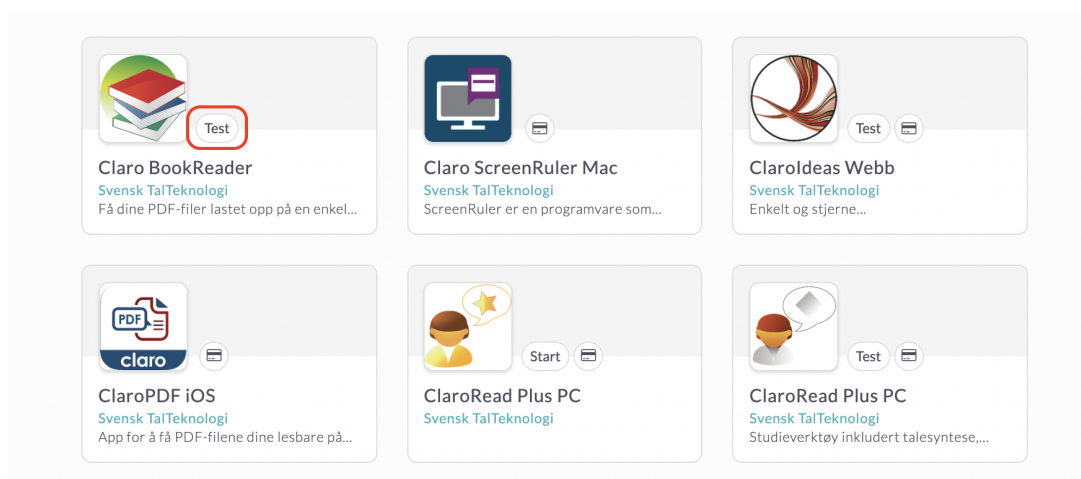 Test
Claro BookReader
Svensk TalTeknologi
Få dine PDF-filer lastet opp på en enkel...
Claro ScreenRuler Mac
Svensk TalTeknologi
ScreenRuler er en programvare som...
Test
ClaroIdeas Webb
Svensk TalTeknologi
Enkelt og stjerne...
PDF
claro
ClaroPDF iOS
Svensk TalTeknologi
App for å få PDF-filene dine lesbare på...
Start
ClaroRead Plus PC
Svensk TalTeknologi
Test
ClaroRead Plus PC
Svensk TalTeknologi
Studieverktøy inkludert talesyntese,...